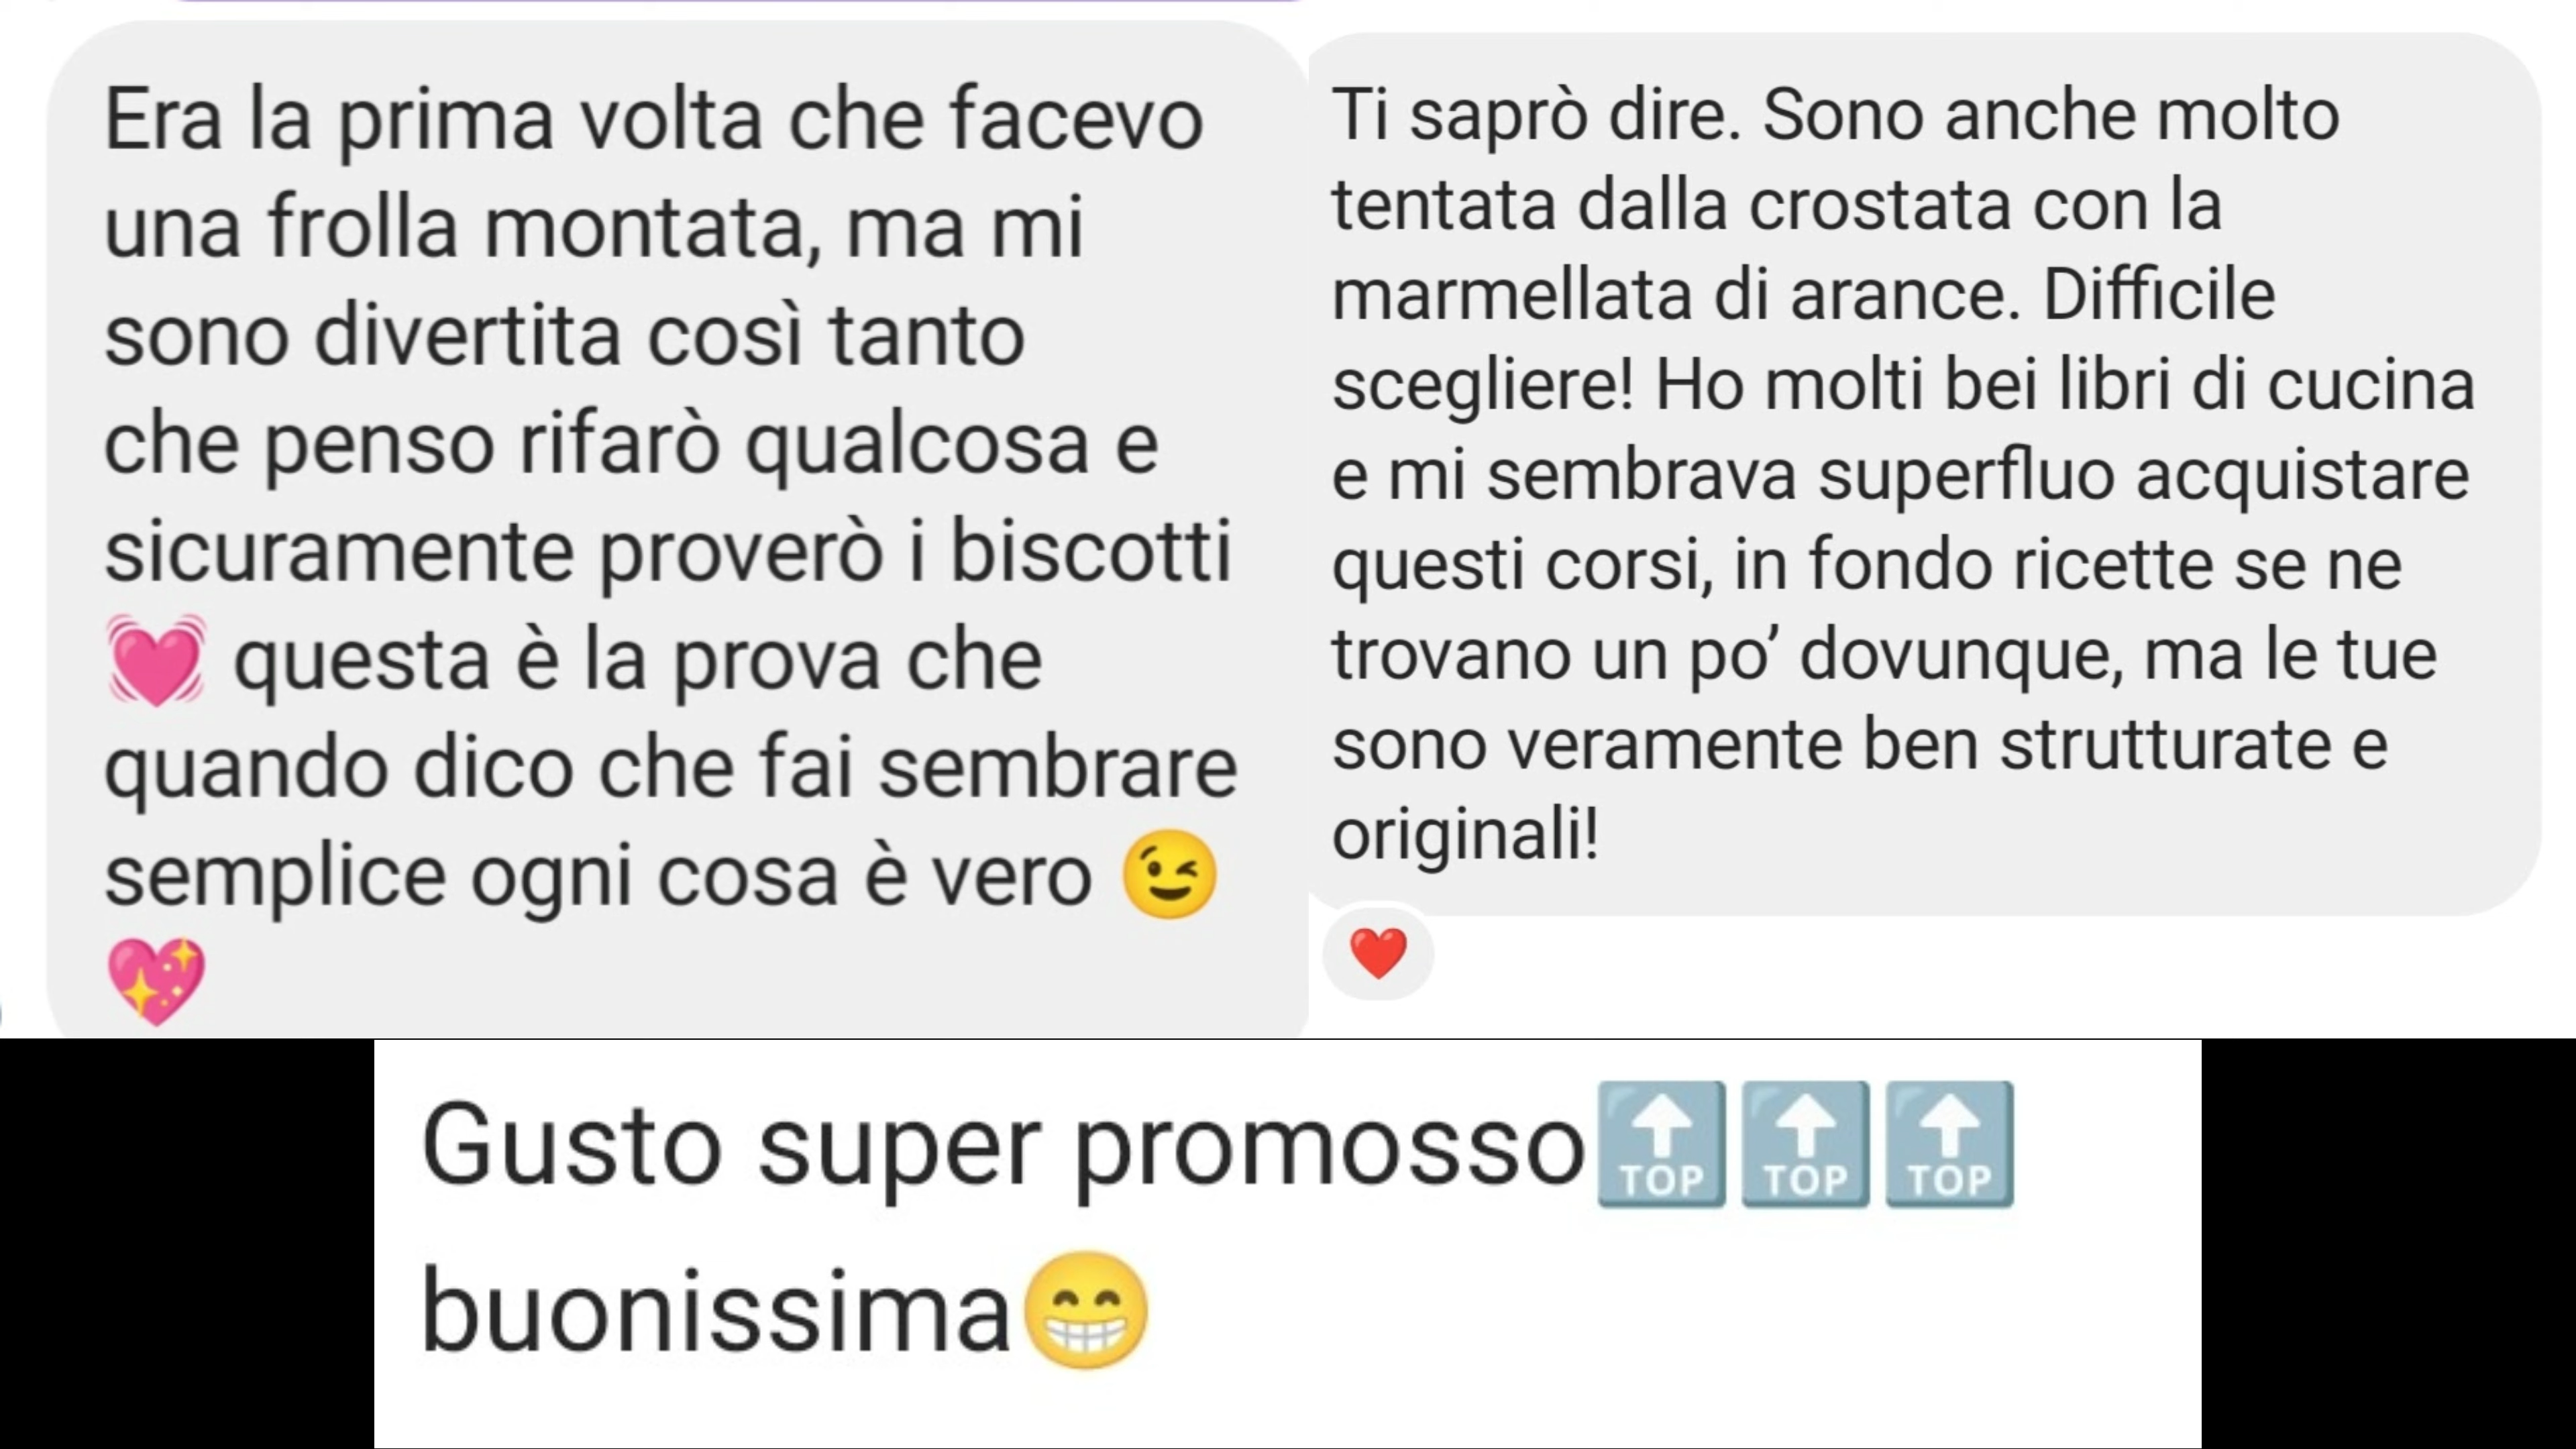 Era la prima volta che facevo
una frolla montata, ma mi
sono divertita così tanto
che penso rifarò qualcosa e
sicuramente proverò i biscotti
💓 questa è la prova che
quando dico che fai sembrare
semplice ogni cosa è vero 😉
💖
Ti saprò dire. Sono anche molto
tentata dalla crostata con la
marmellata di arance. Difficile
scegliere! Ho molti bei libri di cucina
e mi sembrava superfluo acquistare
questi corsi, in fondo ricette se ne
trovano un po’ dovunque, ma le tue
sono veramente ben strutturate e
originali!
❤️
Gusto super promosso🔝🔝🔝
buonissima😁